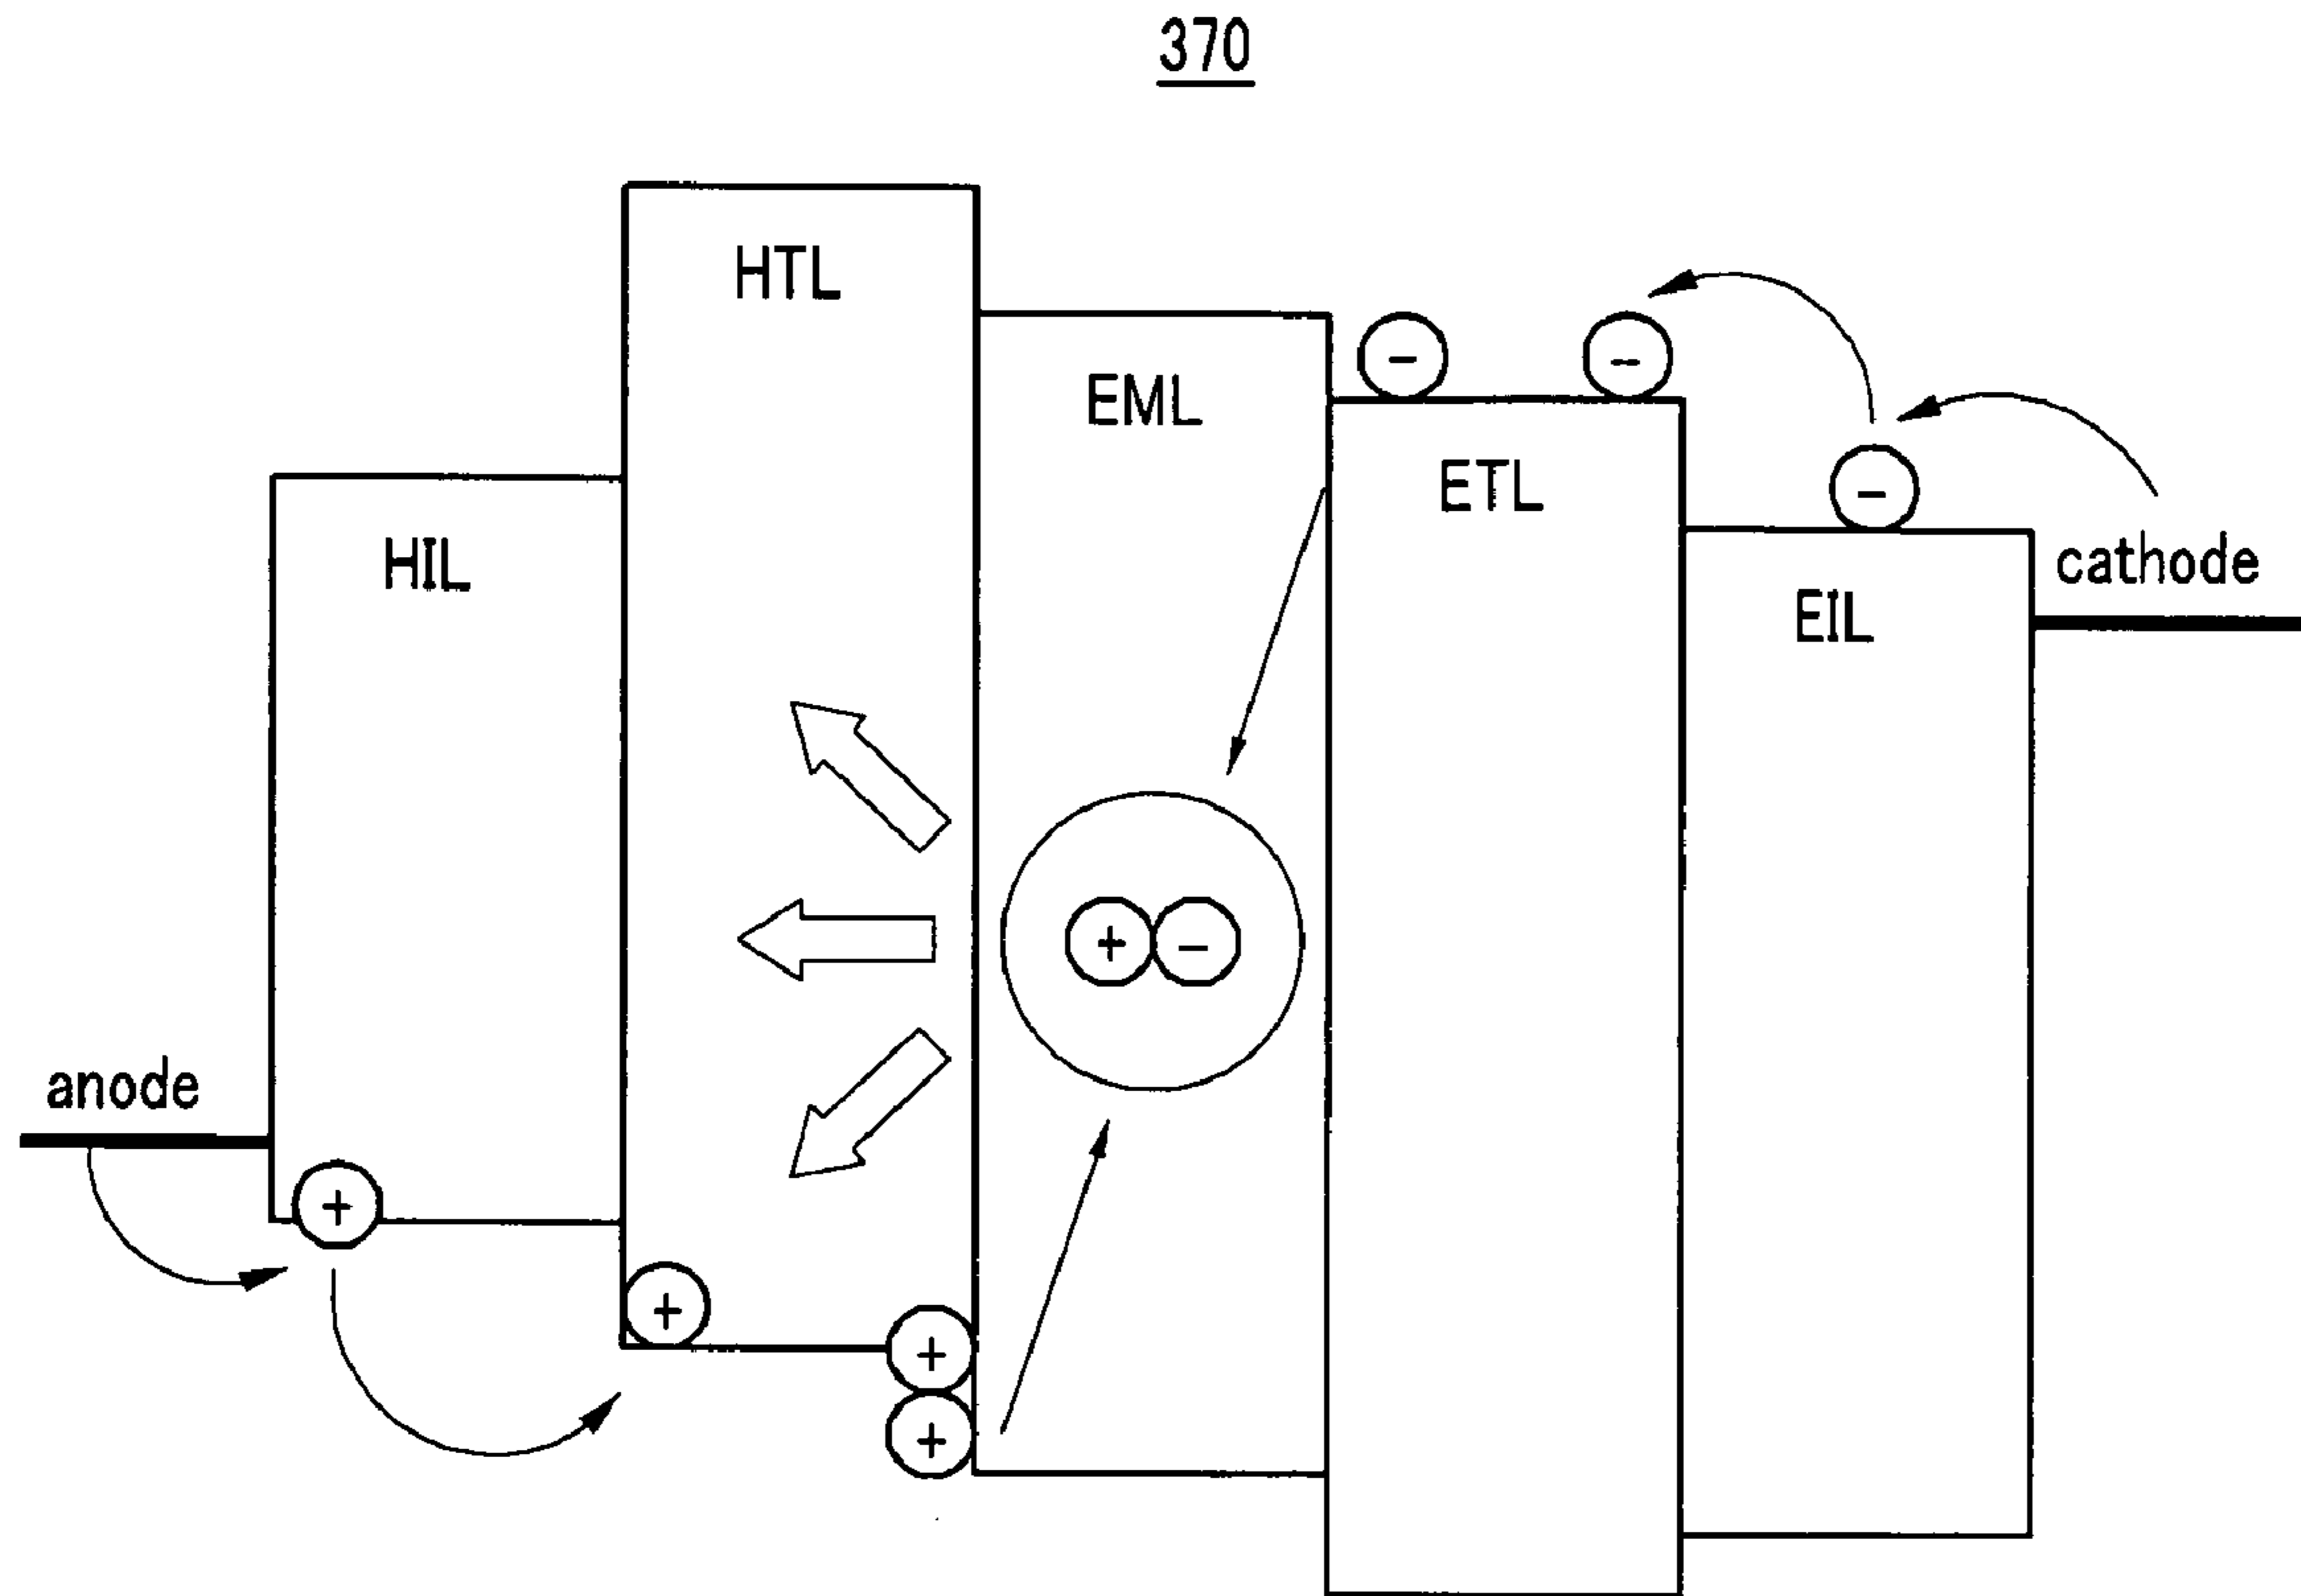 370
HTL
EML
ETL
HIL
cathode
EIL
anode
+
-
-
-
+ -
+
+
+
+